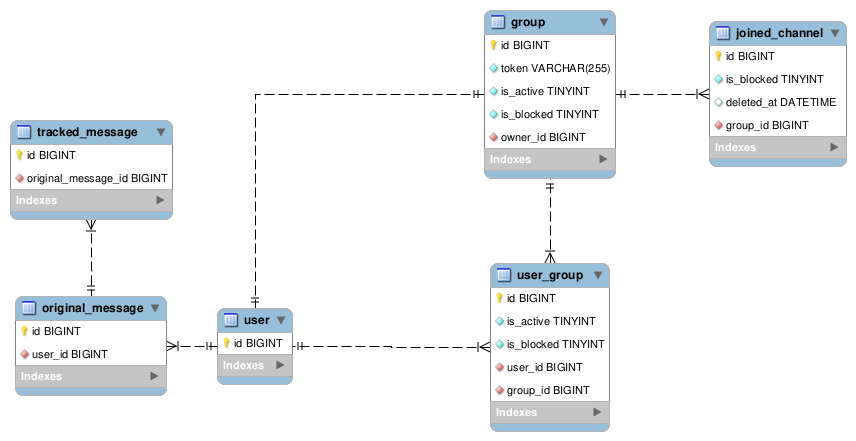 group
id BIGINT
token VARCHAR(255)
is_active TINYINT
is_blocked TINYINT
owner_id BIGINT
Indexes
joined_channel
id BIGINT
is_blocked TINYINT
deleted_at DATETIME
group_id BIGINT
Indexes
tracked_message
id BIGINT
original_message_id BIGINT
Indexes
original_message
id BIGINT
user_id BIGINT
Indexes
user
id BIGINT
Indexes
user_group
id BIGINT
is_active TINYINT
is_blocked TINYINT
user_id BIGINT
group_id BIGINT
Indexes